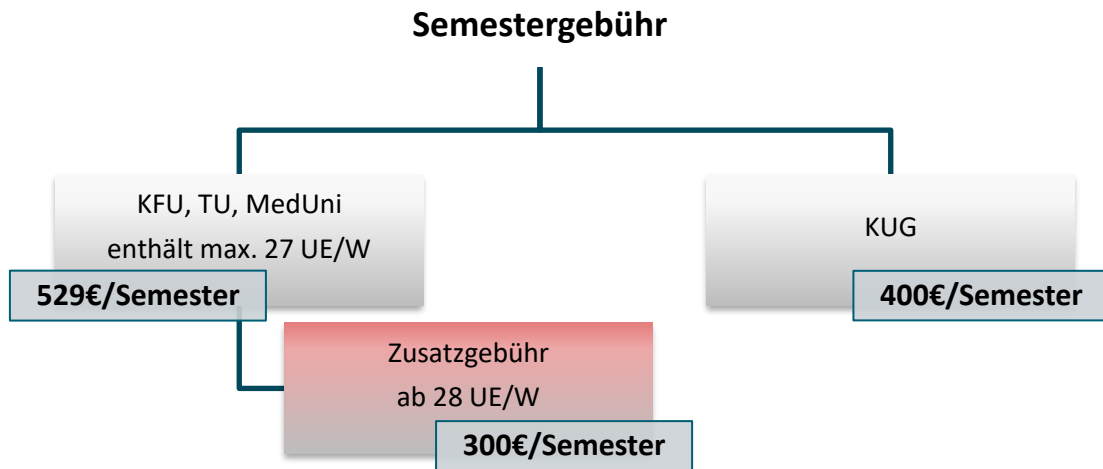 Semestergebühr
KFU, TU, MedUni
enthält max. 27 UE/W
529€/Semester
KUG
400€/Semester
Zusatzgebühr
ab 28 UE/W
300€/Semester